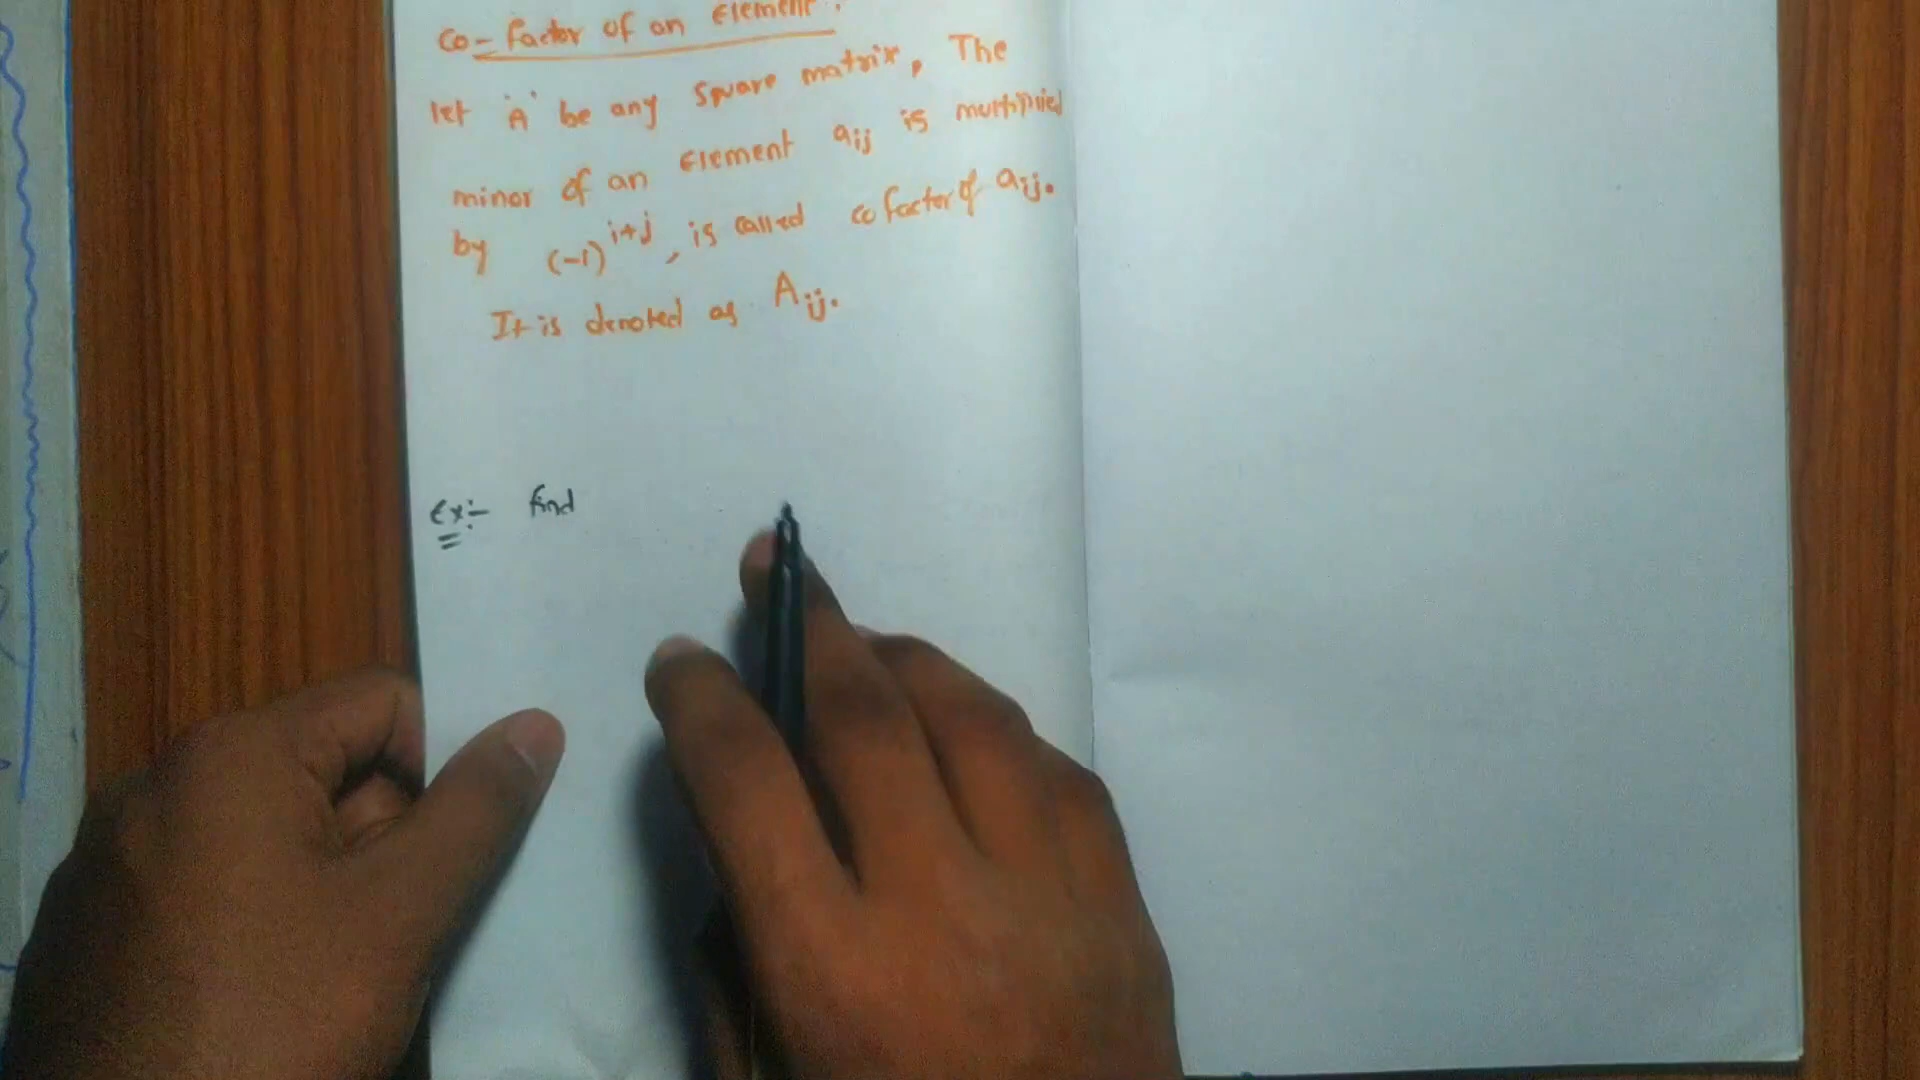 Co-factor of an Element:
let 'A' be any Square matrix, The
minor of an Element aij is multiplied
by (-1)^i+j, is called cofactor of aij.
It is denoted as Aij.
Ex:- find